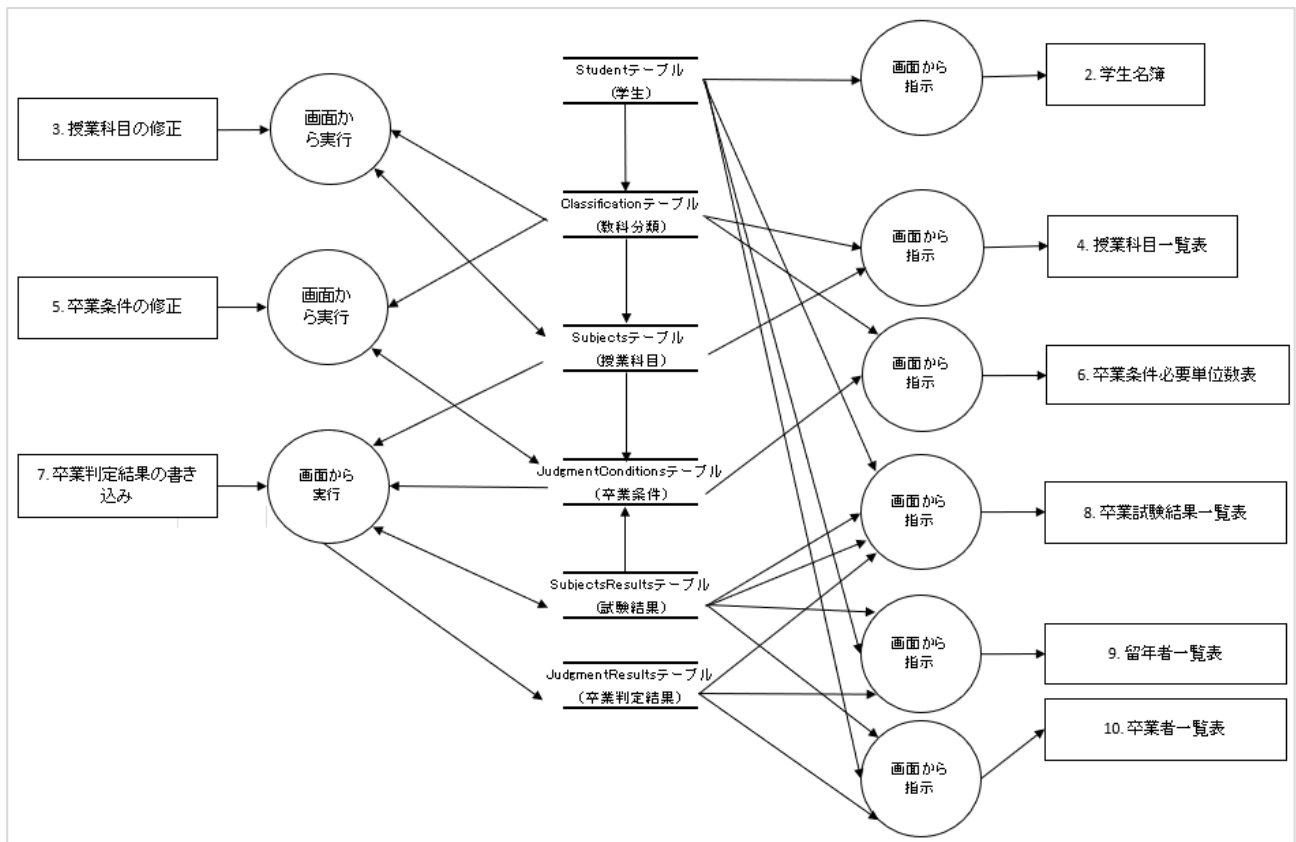 Studentテーブル
(学生)
画面から
指示
2. 学生名簿
3. 授業科目の修正
画面か
ら実行
Classificationテーブル
(教科分類)
画面から
指示
4. 授業科目一覧表
5. 卒業条件の修正
画面か
ら実行
Subjectsテーブル
(授業科目)
画面から
指示
6. 卒業条件必要単位数表
7. 卒業判定結果の書き
込み
画面から
実行
JudgmentConditionsテーブル
(卒業条件)
画面から
指示
8. 卒業試験結果一覧表
SubjectsResultsテーブル
(試験結果)
画面から
指示
9. 留年者一覧表
JudgmentResultsテーブル
(卒業判定結果)
画面から
指示
10. 卒業者一覧表